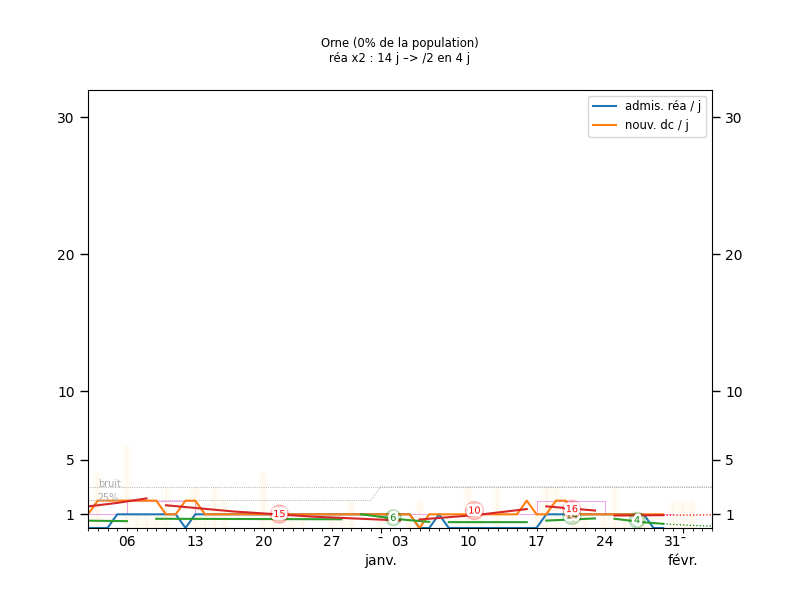 Orne (0% de la population)
réa x2 : 14 j –> /2 en 4 j
admis. réa / j
nouv. dc / j
30 30
20 20
10 10
5 5
1 1
bruit
25%
15 6 10 16 4
06 13 20 27 - 03 10 17 24 31-
janv. févr.